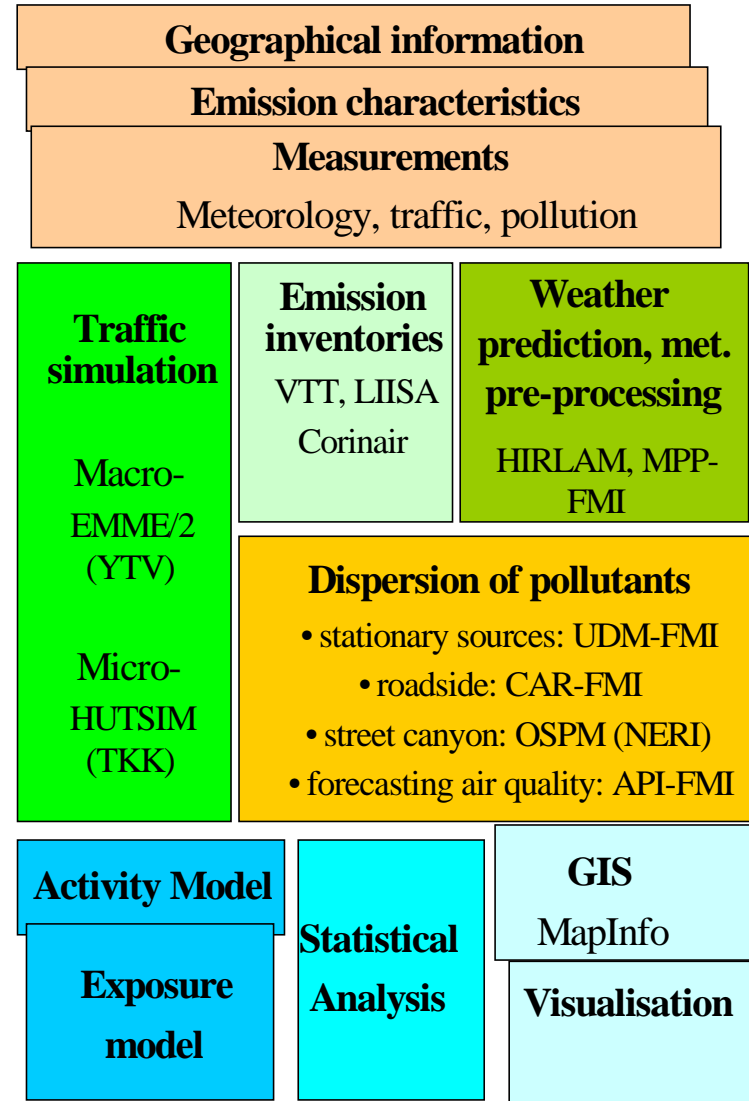 Geographical information
Emission characteristics
Measurements
Meteorology, traffic, pollution
Traffic
simulation
Macro-
EMME/2
(YTV)
Micro-
HUTSIM
(TKK)
Emission
inventories
VTT, LIISA
Corinair
Weather
prediction, met.
pre-processing
HIRLAM, MPP-
FMI
Dispersion of pollutants
• stationary sources: UDM-FMI
• roadside: CAR-FMI
• street canyon: OSPM (NERI)
• forecasting air quality: API-FMI
Activity Model
Exposure
model
Statistical
Analysis
GIS
MapInfo
Visualisation